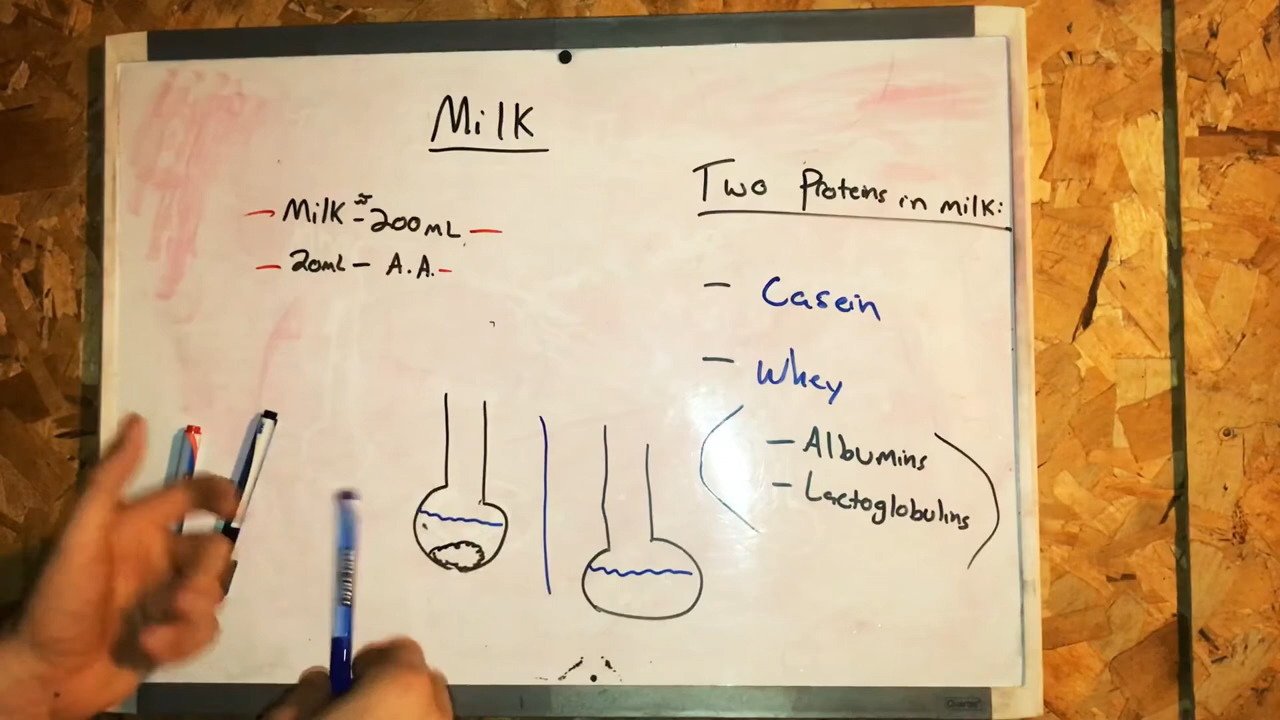 Milk
Milk ≈ 200mL
20mL - A.A.
Two Proteins in milk:
- Casein
- Whey
- Albumins
- Lactoglobulins